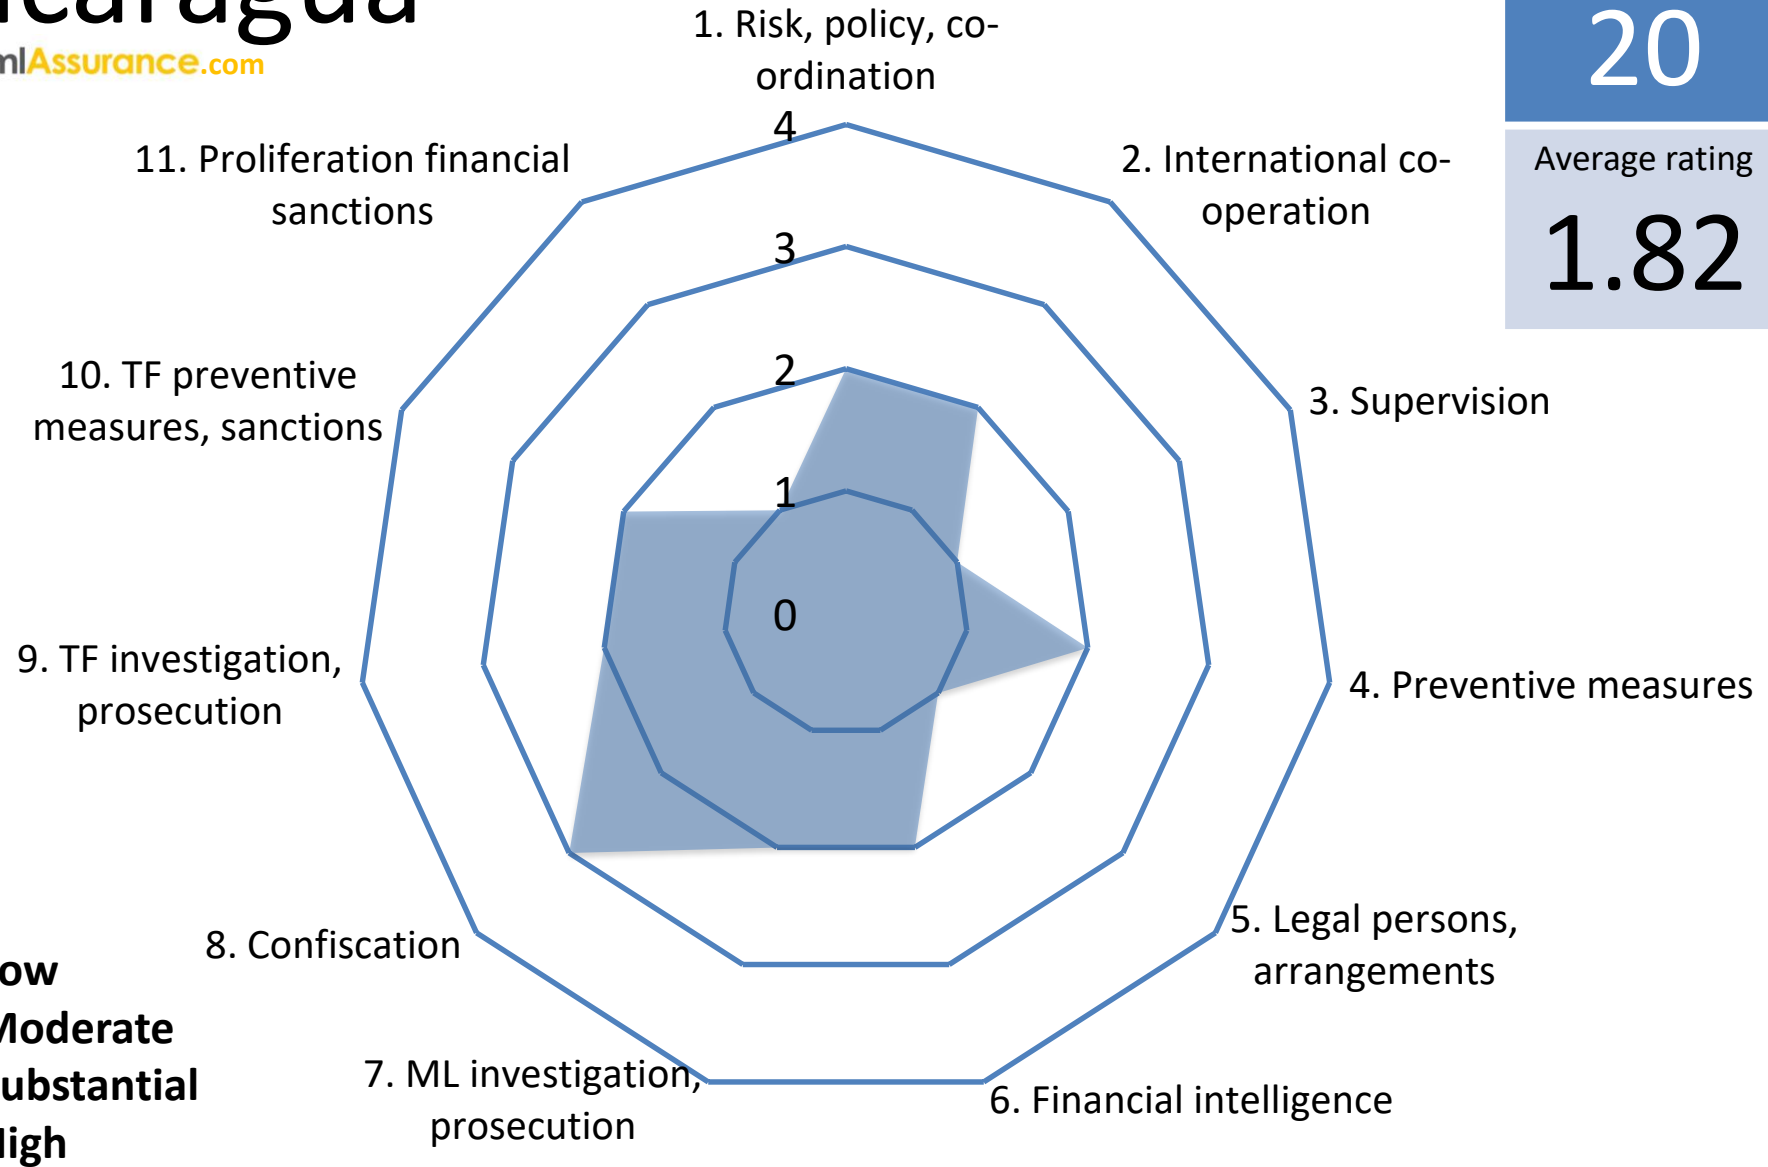 icaragua
mlAssurance.com
20
Average rating
1.82
1. Risk, policy, co-
ordination
2. International co-
operation
3. Supervision
4. Preventive measures
5. Legal persons,
arrangements
6. Financial intelligence
7. ML investigation,
prosecution
8. Confiscation
9. TF investigation,
prosecution
10. TF preventive
measures, sanctions
11. Proliferation financial
sanctions
4
3
2
1
0
ow
Moderate
ubstantial
High